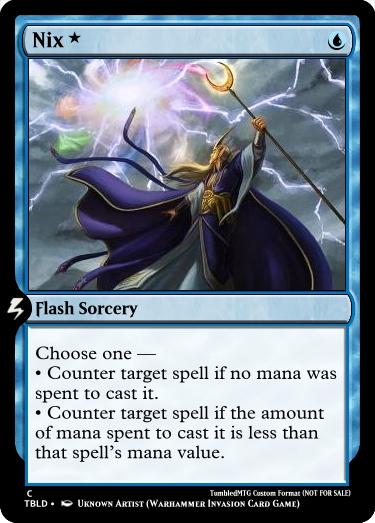 Nix ★
Flash Sorcery
Choose one —
• Counter target spell if no mana was
spent to cast it.
• Counter target spell if the amount
of mana spent to cast it is less than
that spell's mana value.
C
TumbledMTG Custom Format (NOT FOR SALE)
TBLD • Uknown Artist (Warhammer Invasion Card Game)